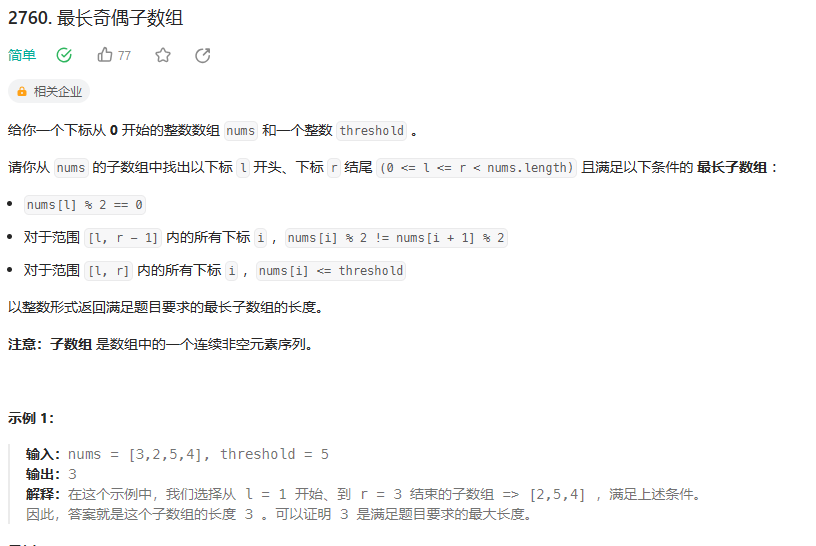 2760. 最长奇偶子数组
简单 77
相关企业
给你一个下标从 0 开始的整数数组 nums 和一个整数 threshold 。
请你从 nums 的子数组中找出以下标 l 开头、下标 r 结尾 (0 <= l <= r < nums.length) 且满足以下条件的 最长子数组 ：
• nums[l] % 2 == 0
• 对于范围 [l, r - 1] 内的所有下标 i ，nums[i] % 2 != nums[i + 1] % 2
• 对于范围 [l, r] 内的所有下标 i ，nums[i] <= threshold
以整数形式返回满足题目要求的最长子数组的长度。
注意：子数组 是数组中的一个连续非空元素序列。
示例 1：
输入：nums = [3,2,5,4], threshold = 5
输出：3
解释：在这个示例中，我们选择从 l = 1 开始、到 r = 3 结束的子数组 => [2,5,4] ，满足上述条件。
因此，答案就是这个子数组的长度 3 。可以证明 3 是满足题目要求的最大长度。